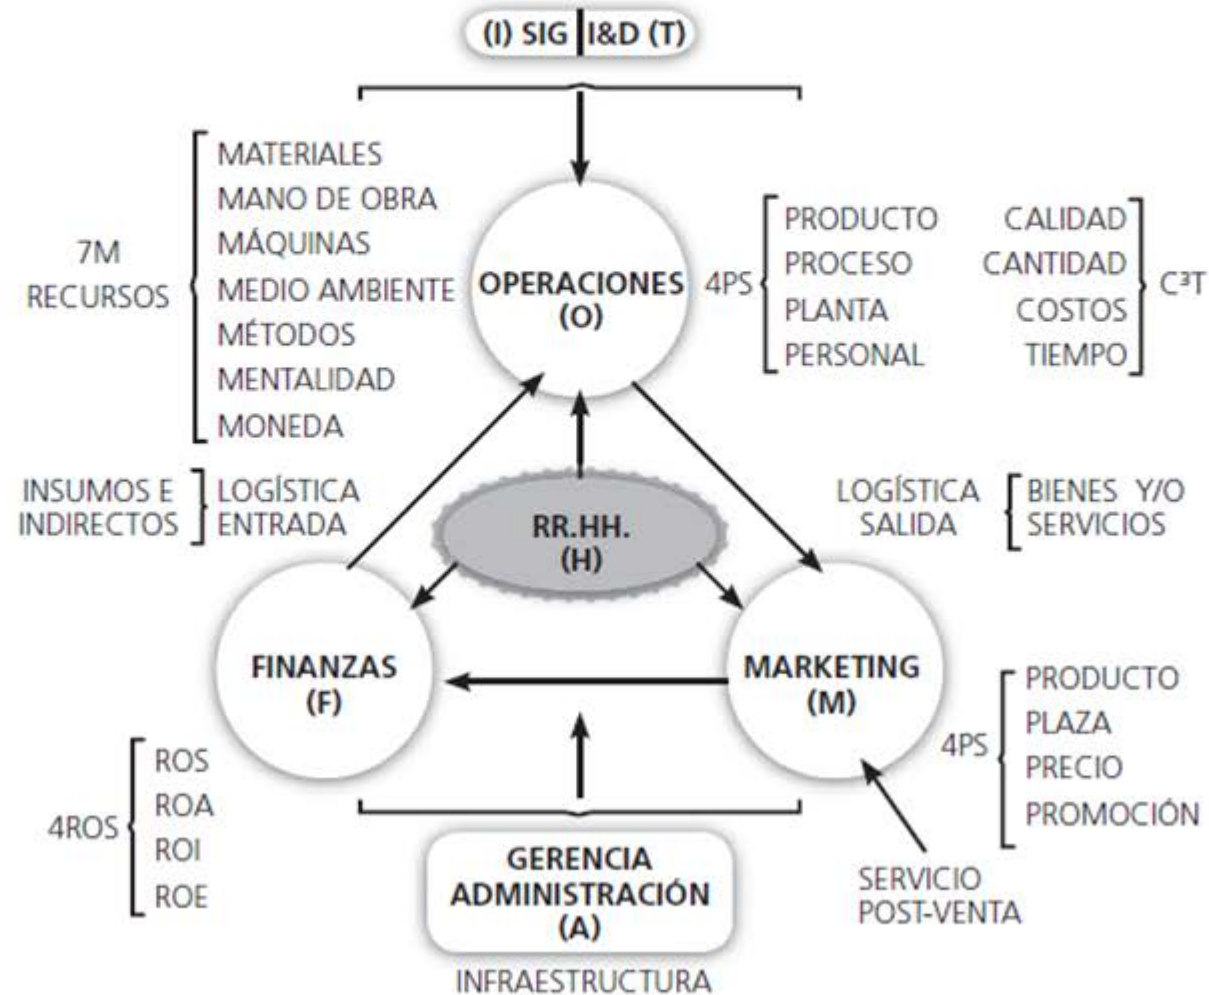 (I) SIG I&D (T)
7M
RECURSOS
MATERIALES
MANO DE OBRA
MÁQUINAS
MEDIO AMBIENTE
MÉTODOS
MENTALIDAD
MONEDA
OPERACIONES
(O)
4PS
PRODUCTO
PROCESO
PLANTA
PERSONAL
CALIDAD
CANTIDAD
COSTOS
TIEMPO
C³T
INSUMOS E
INDIRECTOS
LOGÍSTICA
ENTRADA
RR.HH.
(H)
LOGÍSTICA
SALIDA
BIENES Y/O
SERVICIOS
FINANZAS
(F)
MARKETING
(M)
4PS
PRODUCTO
PLAZA
PRECIO
PROMOCIÓN
4ROS
ROS
ROA
ROI
ROE
GERENCIA
ADMINISTRACIÓN
(A)
INFRAESTRUCTURA
SERVICIO
POST-VENTA